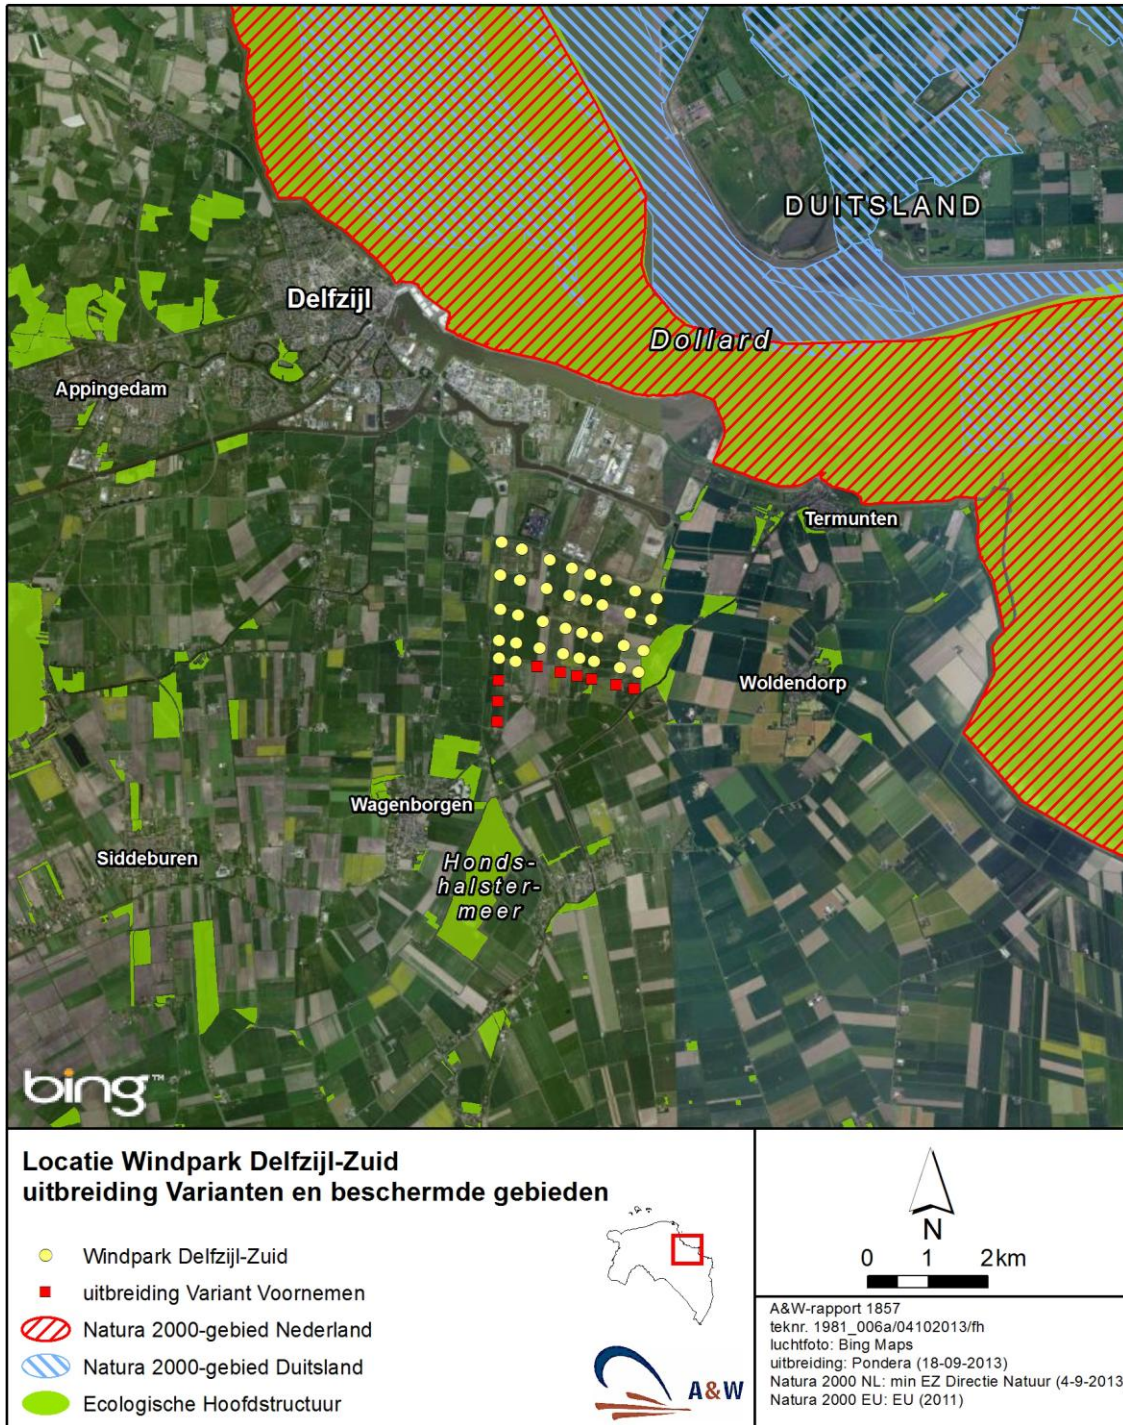 DUITSLAND
Delfzijl
Dollard
Appingedam
Termunten
Woldendorp
Wagenborgen
Siddeburen
Honds-
halster-
meer
bing™
Locatie Windpark Delfzijl-Zuid
uitbreiding Varianten en beschermde gebieden
Windpark Delfzijl-Zuid
uitbreiding Variant Voornemen
Natura 2000-gebied Nederland
Natura 2000-gebied Duitsland
Ecologische Hoofdstructuur
A&W
N
0 1 2 km
A&W-rapport 1857
teknr. 1981_006a/04102013/fh
luchtfoto: Bing Maps
uitbreiding: Pondera (18-09-2013)
Natura 2000 NL: min EZ Directie Natuur (4-9-2013
Natura 2000 EU: EU (2011)